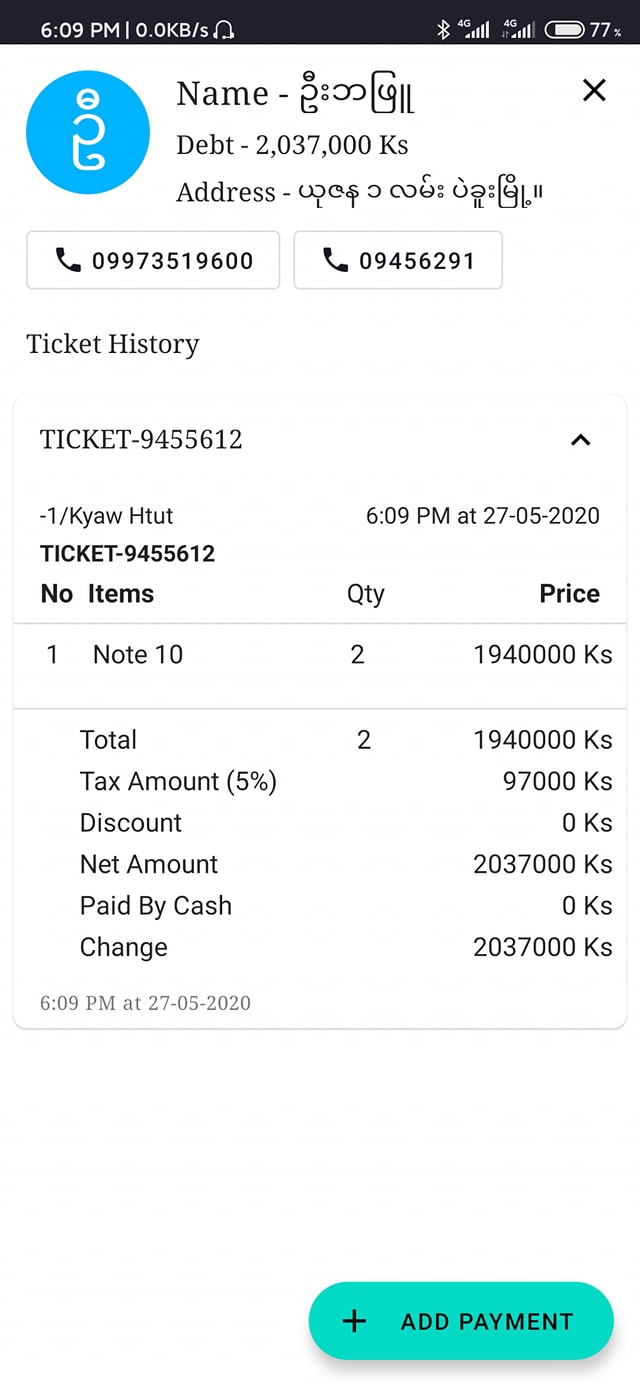 6:09 PM | 0.0KB/s 4G 4G 77%
ဦ
Name - ဦးဘဖြူ
Debt - 2,037,000 Ks
Address - ယုဇန ၁ လမ်း ပဲခူးမြို့။
09973519600 09456291
Ticket History
TICKET-9455612
-1/Kyaw Htut 6:09 PM at 27-05-2020
TICKET-9455612
No Items Qty Price
1 Note 10 2 1940000 Ks
Total 2 1940000 Ks
Tax Amount (5%) 97000 Ks
Discount 0 Ks
Net Amount 2037000 Ks
Paid By Cash 0 Ks
Change 2037000 Ks
6:09 PM at 27-05-2020
+ ADD PAYMENT